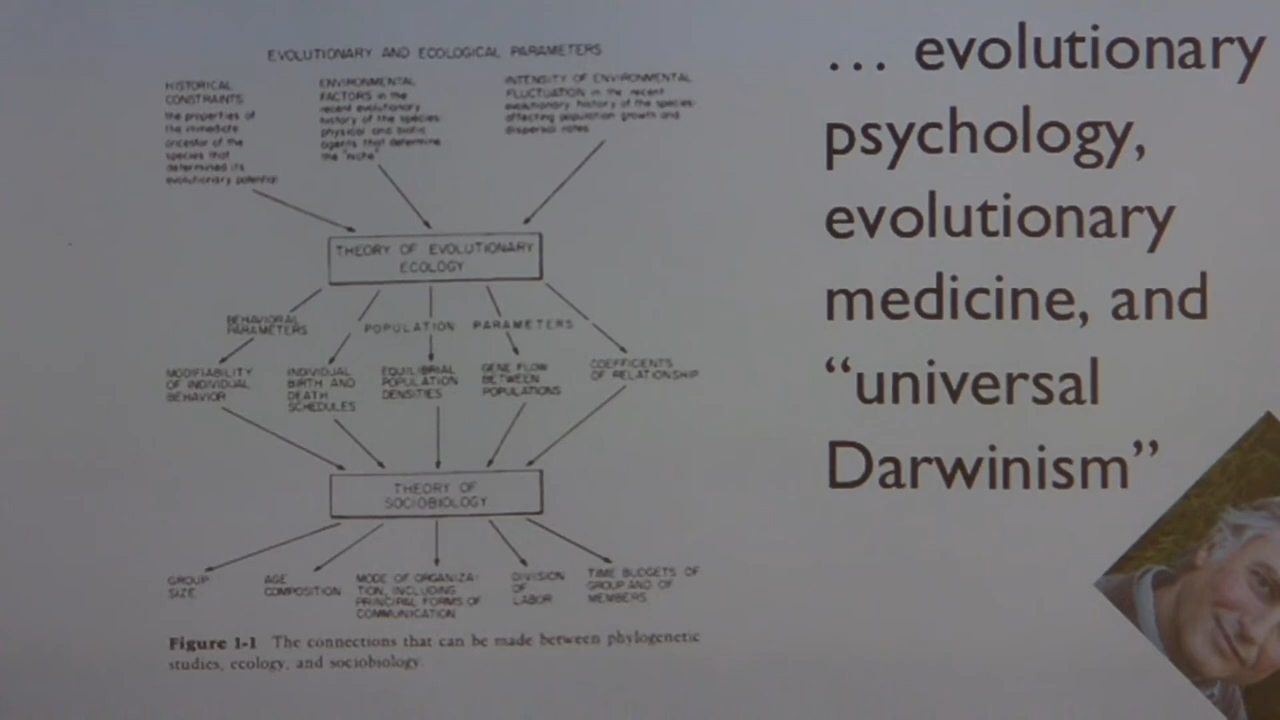 EVOLUTIONARY AND ECOLOGICAL PARAMETERS
HISTORICAL
CONSTRAINTS
the properties of
the immediate
ancestor of the
species that
determined its
evolutionary potential
ENVIRONMENTAL
FACTORS in the
recent evolutionary
history of the species:
physical and biotic
agents that determine
the "niche"
INTENSITY OF ENVIRONMENTAL
FLUCTUATION in the recent
evolutionary history of the species:
affecting population growth and
dispersal rates
THEORY OF EVOLUTIONARY
ECOLOGY
BEHAVIORAL
PARAMETERS
POPULATION PARAMETERS
MODIFIABILITY
OF INDIVIDUAL
BEHAVIOR
INDIVIDUAL
BIRTH AND
DEATH
SCHEDULES
EQUILIBRIAL
POPULATION
DENSITIES
GENE FLOW
BETWEEN
POPULATIONS
COEFFICIENTS
OF RELATIONSHIP
THEORY OF
SOCIOBIOLOGY
GROUP
SIZE
AGE
COMPOSITION
MODE OF ORGANIZA-
TION, INCLUDING
PRINCIPAL FORMS OF
COMMUNICATION
DIVISION
OF
LABOR
TIME BUDGETS OF
GROUP AND OF
MEMBERS
Figure 1-1 The connections that can be made between phylogenetic
studies, ecology, and sociobiology.
... evolutionary
psychology,
evolutionary
medicine, and
“universal
Darwinism”